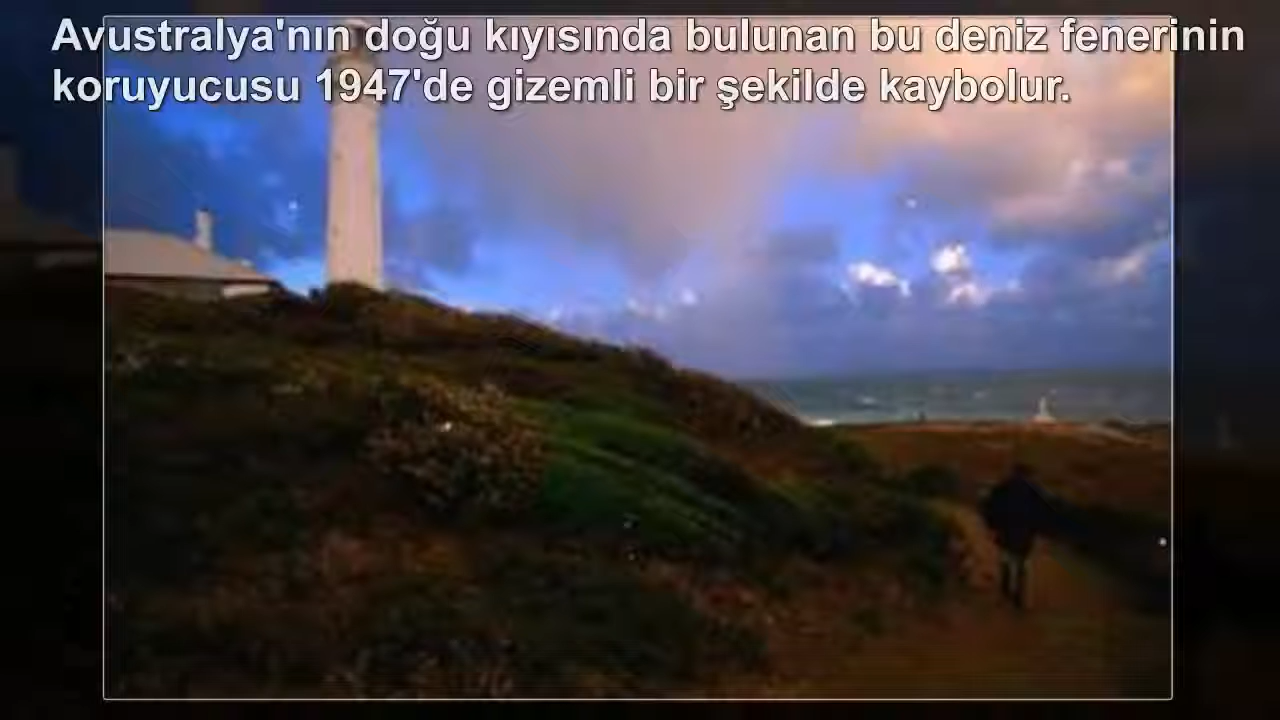 Avustralya'nın doğu kıyısında bulunan bu deniz fenerinin
koruyucusu 1947'de gizemli bir şekilde kaybolur.